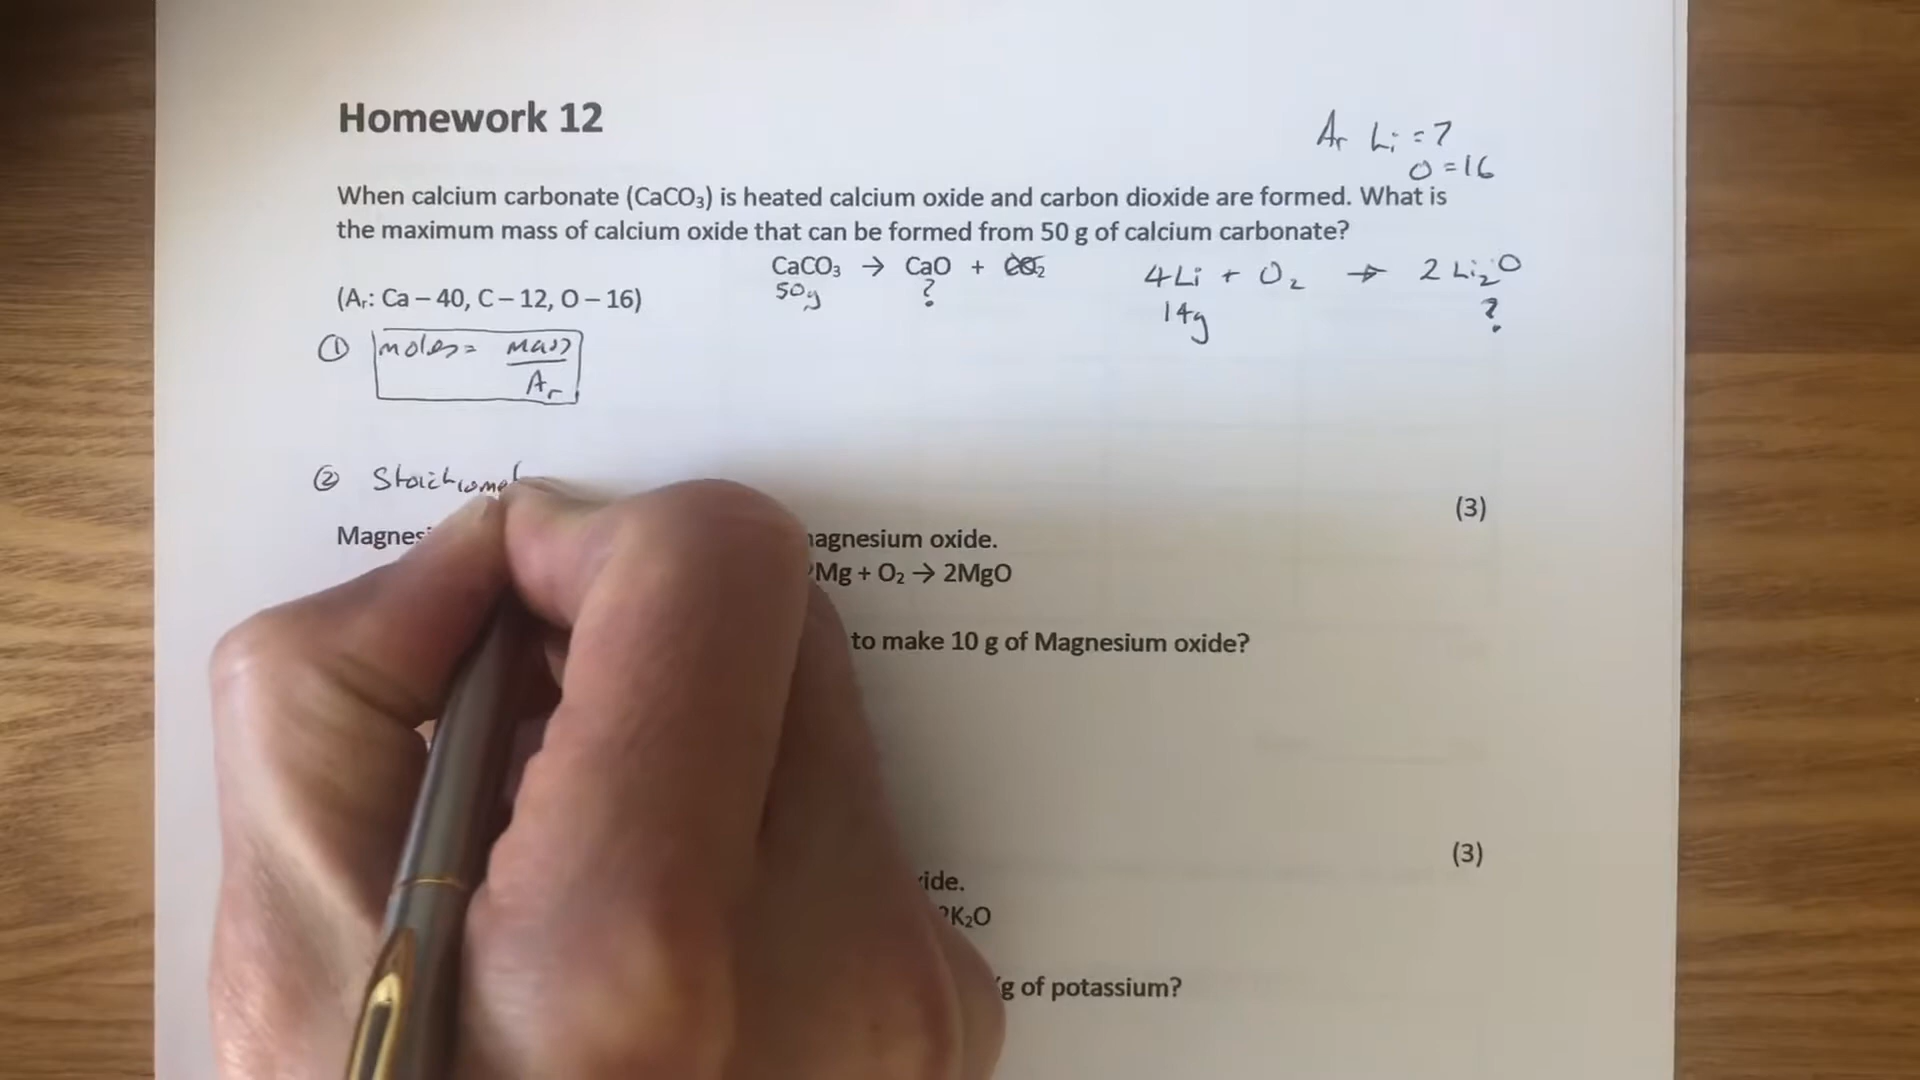 Homework 12
Ar Li = 7
O = 16
When calcium carbonate (CaCO₃) is heated calcium oxide and carbon dioxide are formed. What is
the maximum mass of calcium oxide that can be formed from 50 g of calcium carbonate?
CaCO₃ → CaO + CO₂
50g ?
4Li + O₂ → 2Li₂O
14g ?
(Aᵣ: Ca – 40, C – 12, O – 16)
① moles = mass
Ar
② Stoichiomet
(3)
Magnes agnesium oxide.
Mg + O₂ → 2MgO
to make 10 g of Magnesium oxide?
(3)
ide.
K₂O
g of potassium?